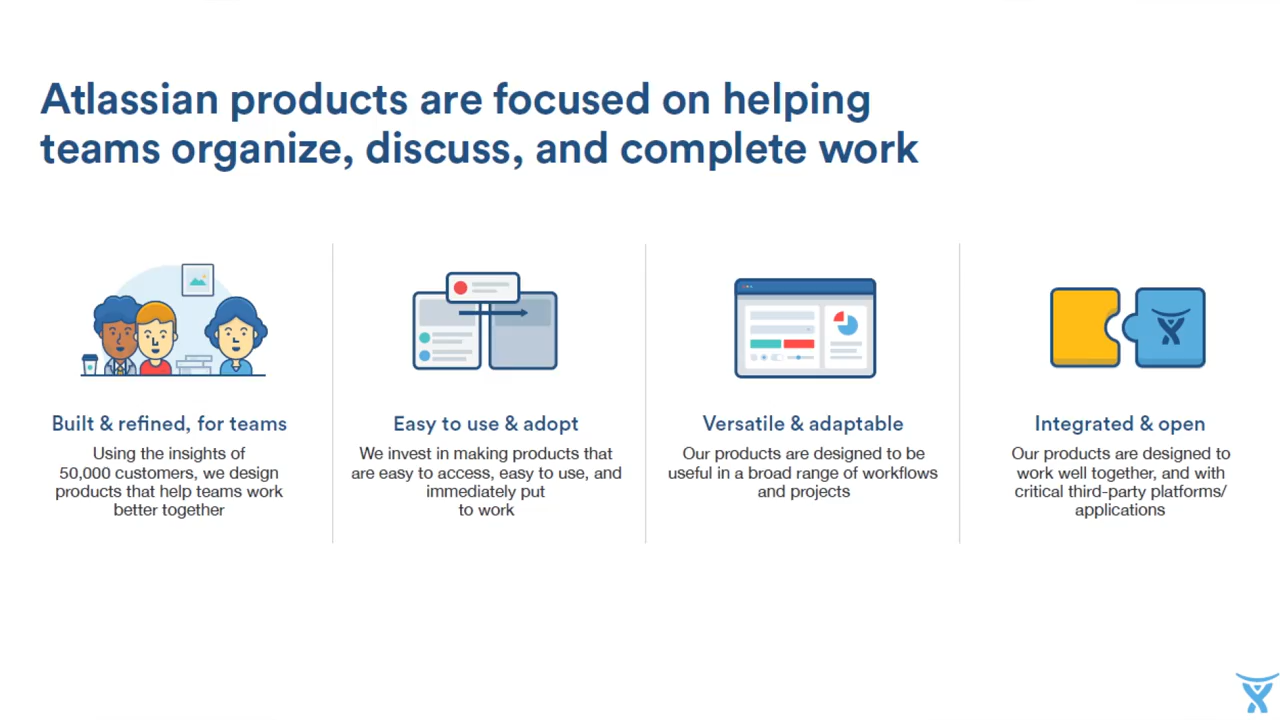 Atlassian products are focused on helping
teams organize, discuss, and complete work
Built & refined, for teams
Using the insights of
50,000 customers, we design
products that help teams work
better together
Easy to use & adopt
We invest in making products that
are easy to access, easy to use, and
immediately put
to work
Versatile & adaptable
Our products are designed to be
useful in a broad range of workflows
and projects
Integrated & open
Our products are designed to
work well together, and with
critical third-party platforms/
applications